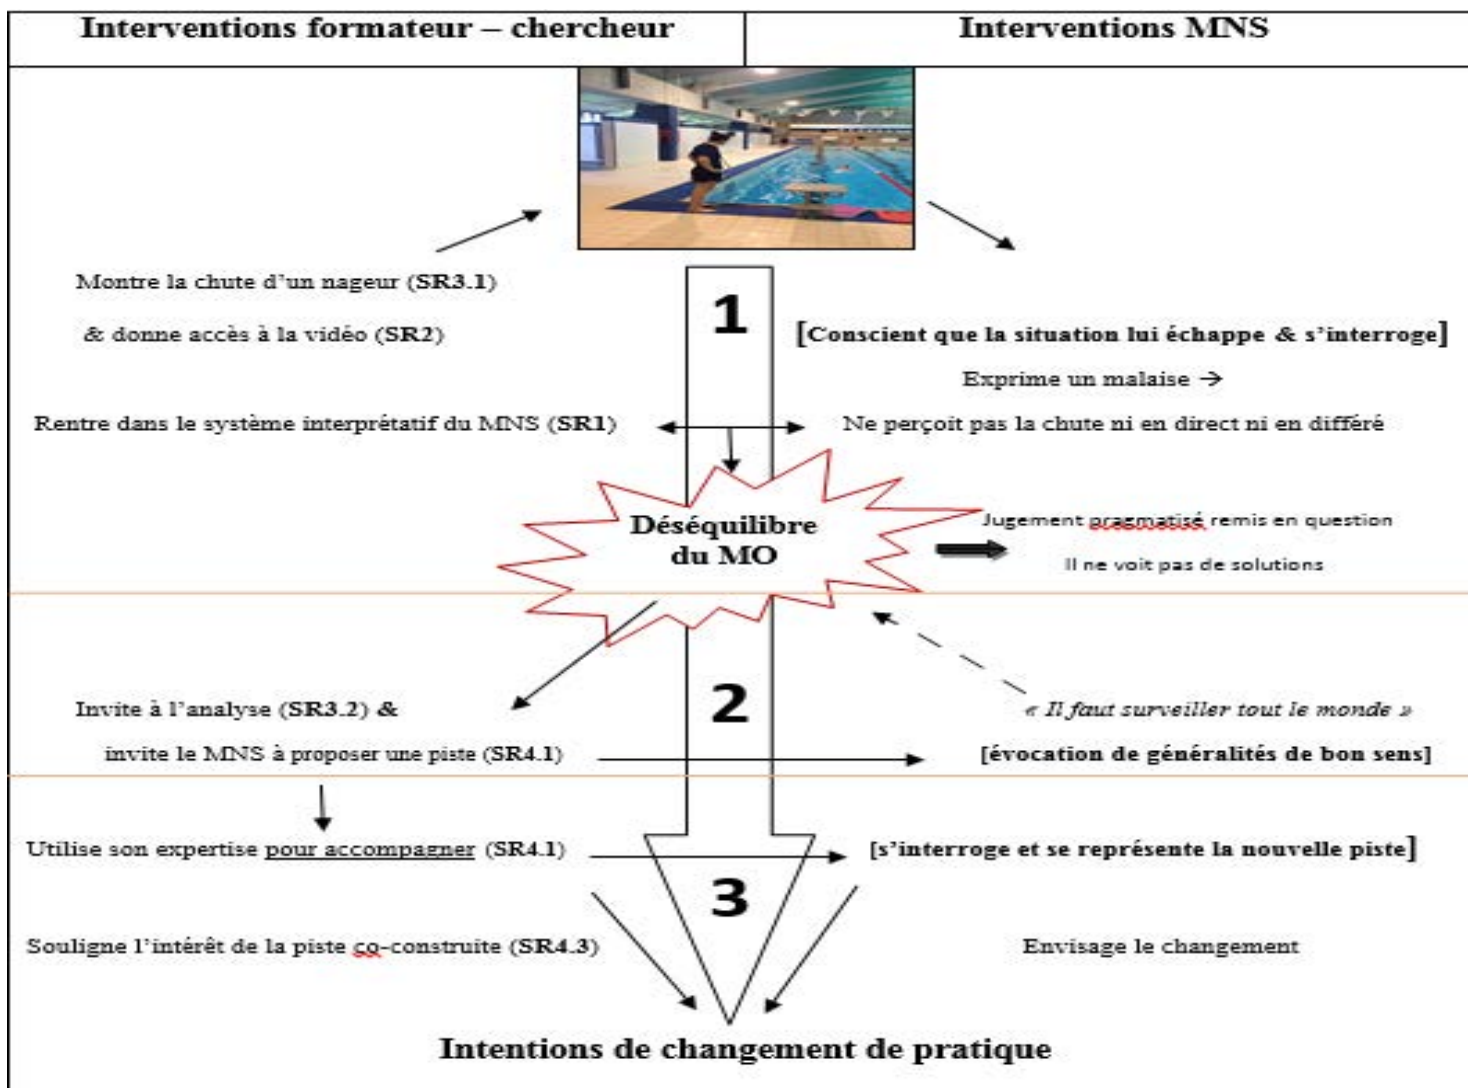 Interventions formateur – chercheur
Interventions MNS
Montre la chute d’un nageur (SR3.1)
& donne accès à la vidéo (SR2)
1
[Conscient que la situation lui échappe & s’interroge]
Exprime un malaise →
Rentre dans le système interprétatif du MNS (SR1)
Ne perçoit pas la chute ni en direct ni en différé
Déséquilibre
du MO
Jugement pragmatisé remis en question
Il ne voit pas de solutions
2
Invite à l’analyse (SR3.2) &
invite le MNS à proposer une piste (SR4.1)
« Il faut surveiller tout le monde »
[évocation de généralités de bon sens]
Utilise son expertise pour accompagner (SR4.1)
[s’interroge et se représente la nouvelle piste]
3
Souligne l’intérêt de la piste co-construite (SR4.3)
Envisage le changement
Intentions de changement de pratique